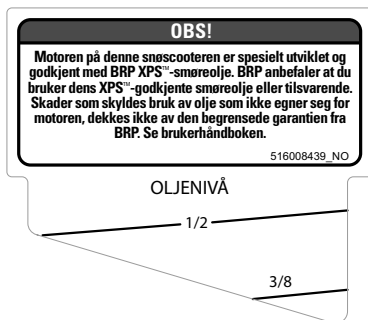 OBS!
Motoren på denne snøscooteren er spesielt utviklet og
godkjent med BRP XPS™-smøreolje. BRP anbefaler at du
bruker dens XPS™-godkjente smøreolje eller tilsvarende.
Skader som skyldes bruk av olje som ikke egner seg for
motoren, dekkes ikke av den begrensede garantien fra
BRP. Se brukerhåndboken.
516008439_NO
OLJENIVÅ
1/2
3/8